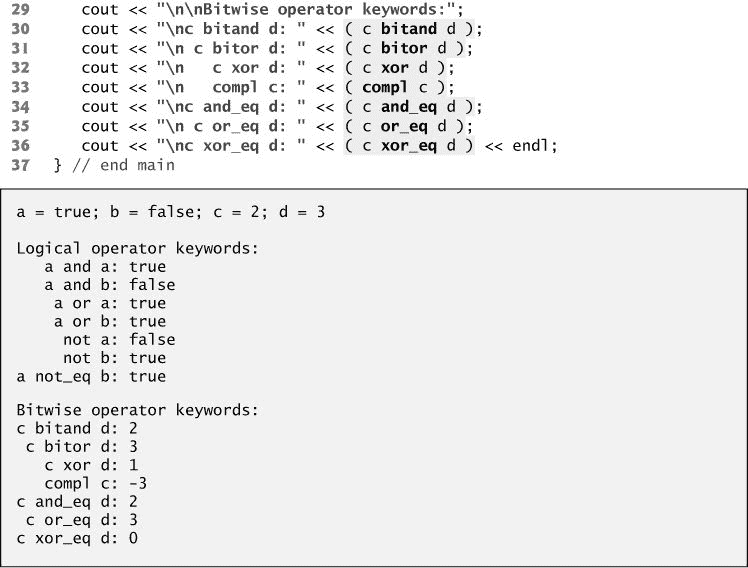 29 cout << "\n\nBitwise operator keywords:";
30 cout << "\nc bitand d: " << ( c bitand d );
31 cout << "\n c bitor d: " << ( c bitor d );
32 cout << "\n   c xor d: " << ( c xor d );
33 cout << "\n   compl c: " << ( compl c );
34 cout << "\nc and_eq d: " << ( c and_eq d );
35 cout << "\n c or_eq d: " << ( c or_eq d );
36 cout << "\nc xor_eq d: " << ( c xor_eq d ) << endl;
37 } // end main
a = true; b = false; c = 2; d = 3
Logical operator keywords:
a and a: true
a and b: false
a or a: true
a or b: true
not a: false
not b: true
a not_eq b: true
Bitwise operator keywords:
c bitand d: 2
c bitor d: 3
c xor d: 1
compl c: -3
c and_eq d: 2
c or_eq d: 3
c xor_eq d: 0